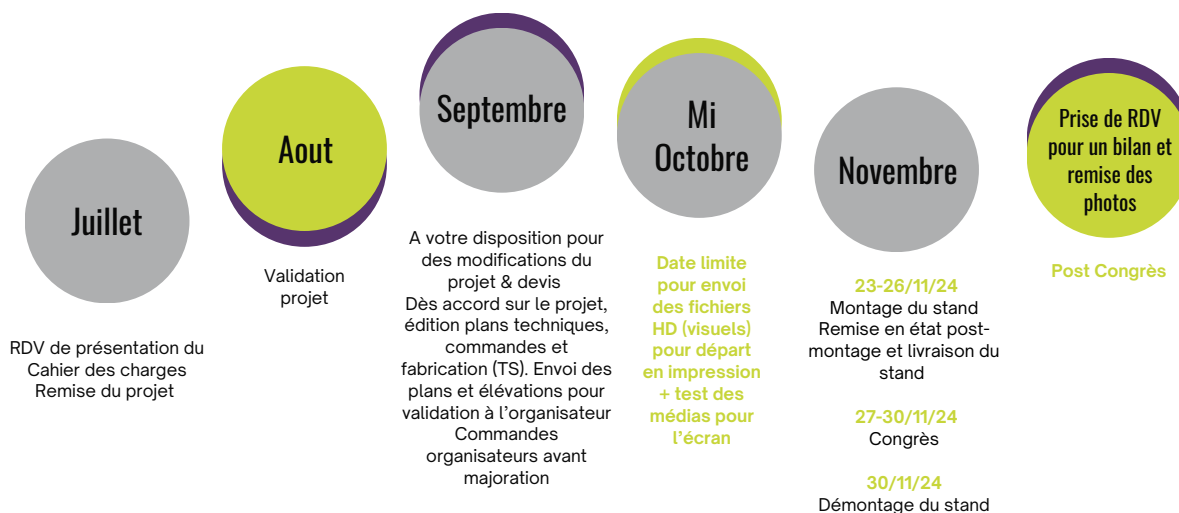 Juillet
RDV de présentation du
Cahier des charges
Remise du projet
Aout
Validation
projet
Septembre
A votre disposition pour
des modifications du
projet & devis
Dès accord sur le projet,
édition plans techniques,
commandes et
fabrication (TS). Envoi des
plans et élévations pour
validation à l’organisateur
Commandes
organisateurs avant
majoration
Mi
Octobre
Date limite
pour envoi
des fichiers
HD (visuels)
pour départ
en impression
+ test des
médias pour
l’écran
Novembre
23-26/11/24
Montage du stand
Remise en état post-
montage et livraison du
stand
27-30/11/24
Congrès
30/11/24
Démontage du stand
Prise de RDV
pour un bilan et
remise des
photos
Post Congrès